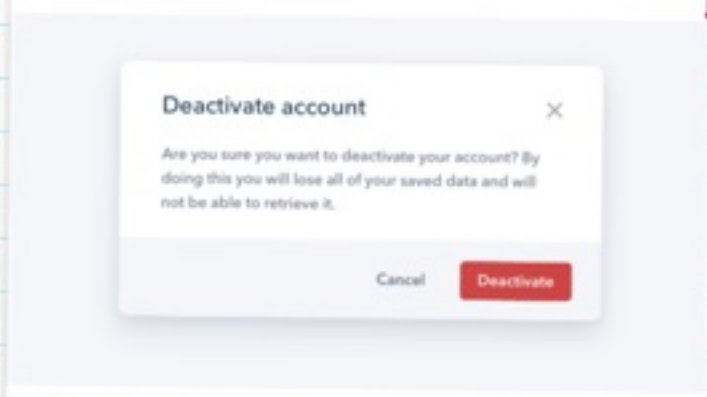 Deactivate account
Are you sure you want to deactivate your account? By
doing this you will lose all of your saved data and will
not be able to retrieve it.
Cancel
Deactivate